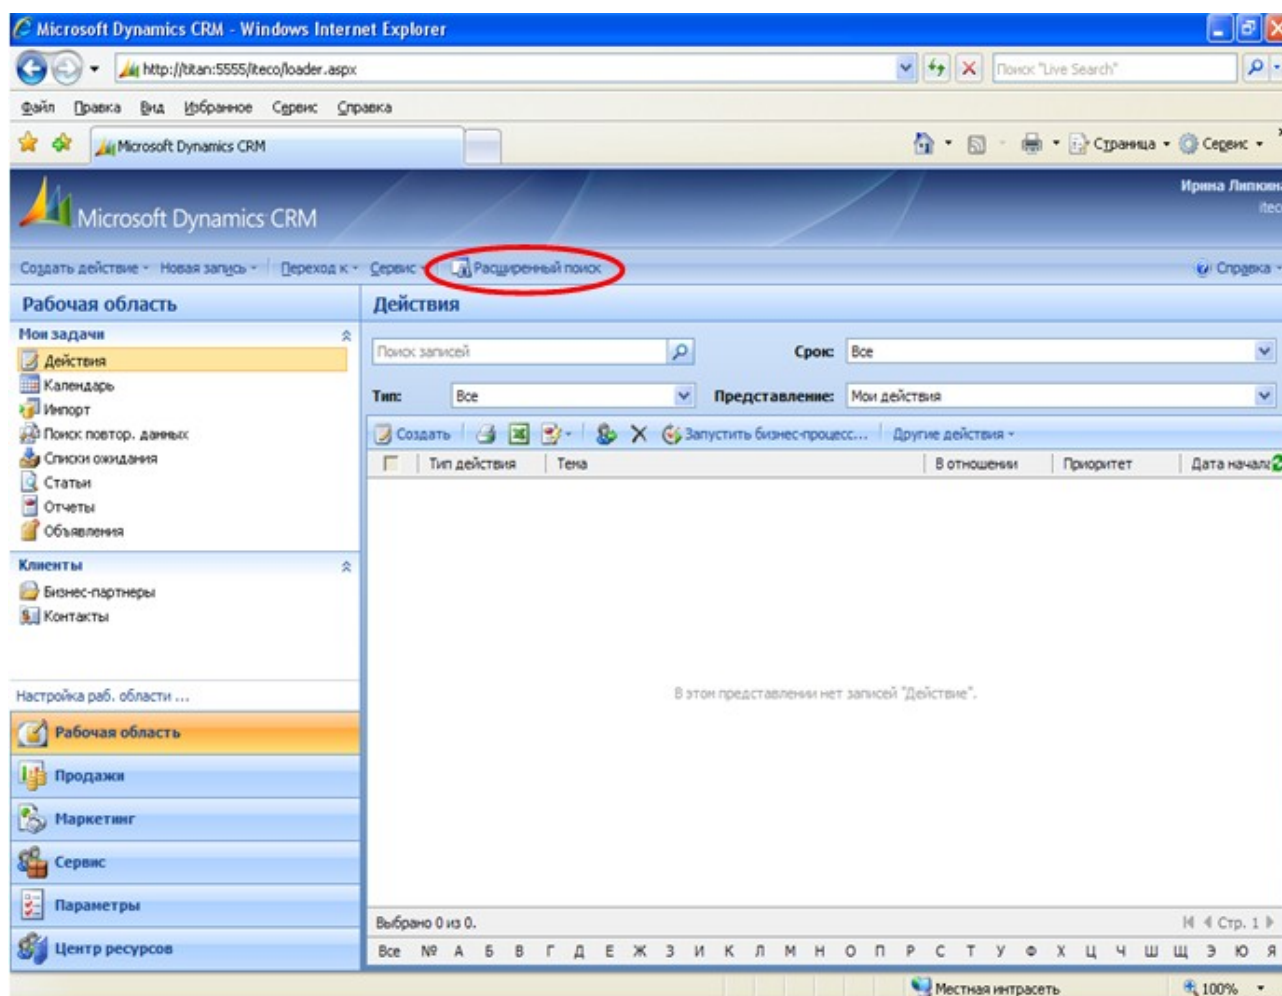 Microsoft Dynamics CRM - Windows Internet Explorer
http://titan:5555/iteco/loader.aspx
Поиск "Live Search"
Файл Правка Вид Избранное Сервис Справка
Microsoft Dynamics CRM
Страница Сервис
Ирина Липкина
iteco
Microsoft Dynamics CRM
Создать действие Новая запись Переход к Сервис Расширенный поиск Справка
Рабочая область
Действия
Мои задачи
Действия
Календарь
Импорт
Поиск повтор. данных
Списки ожидания
Статьи
Отчеты
Объявления
Клиенты
Бизнес-партнеры
Контакты
Настройка раб. области ...
Рабочая область
Продажи
Маркетинг
Сервис
Параметры
Центр ресурсов
Поиск записей Срок: Все
Тип: Все Представление: Мои действия
Создать Запустить бизнес-процесс... Другие действия
Тип действия Тема В отношении Приоритет Дата начала
В этом представлении нет записей "Действие".
Выбрано 0 из 0. Стр. 1
Все № А Б В Г Д Е Ж З И К Л М Н О П Р С Т У Ф Х Ц Ч Ш Щ Э Ю Я
Местная интрасеть 100%